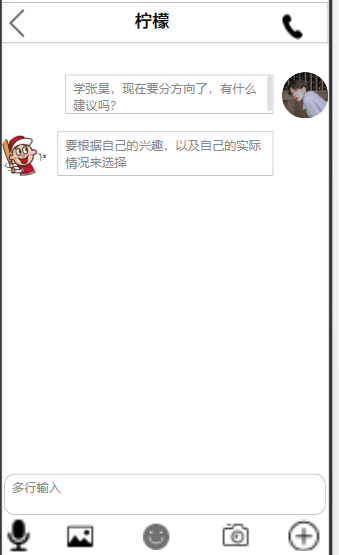 柠檬
学张昊，现在要分方向了，有什么
建议吗?
要根据自己的兴趣，以及自己的实际
情况来选择
多行输入